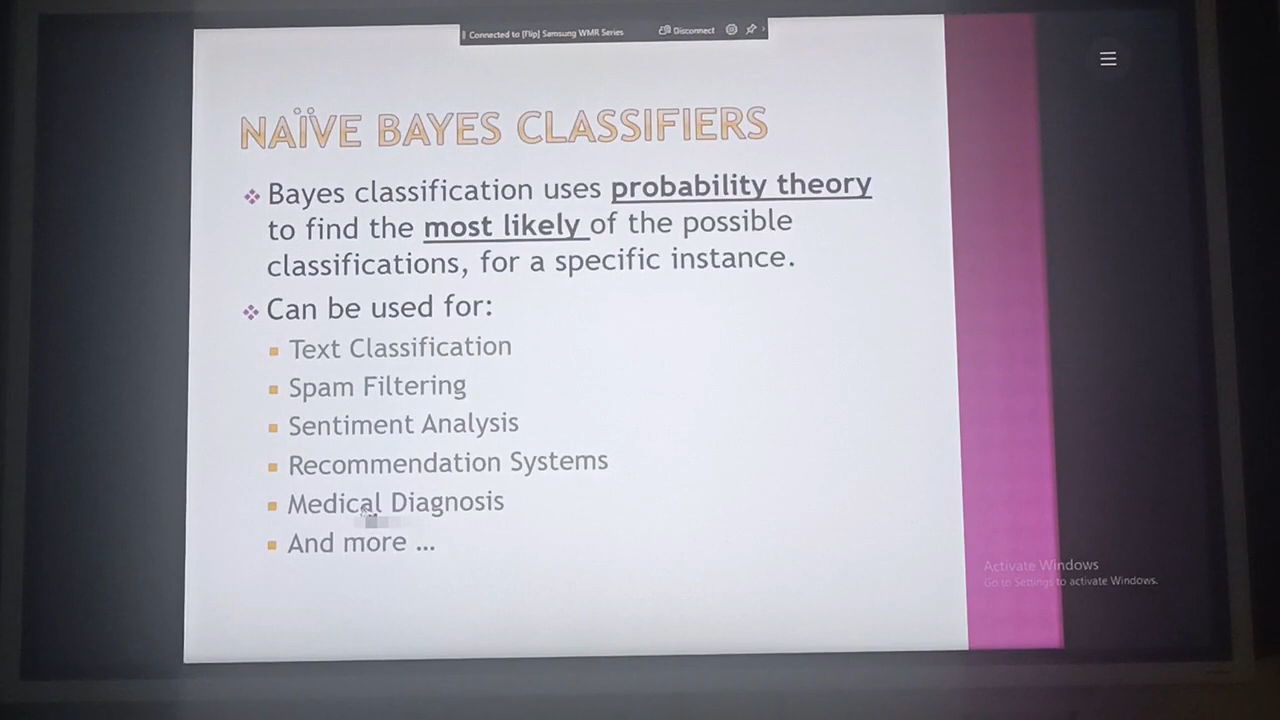 Connected to [Flip] Samsung WMR Series Disconnect
NAÏVE BAYES CLASSIFIERS
Bayes classification uses probability theory
to find the most likely of the possible
classifications, for a specific instance.
Can be used for:
Text Classification
Spam Filtering
Sentiment Analysis
Recommendation Systems
Medical Diagnosis
And more ...
Activate Windows
Go to Settings to activate Windows.